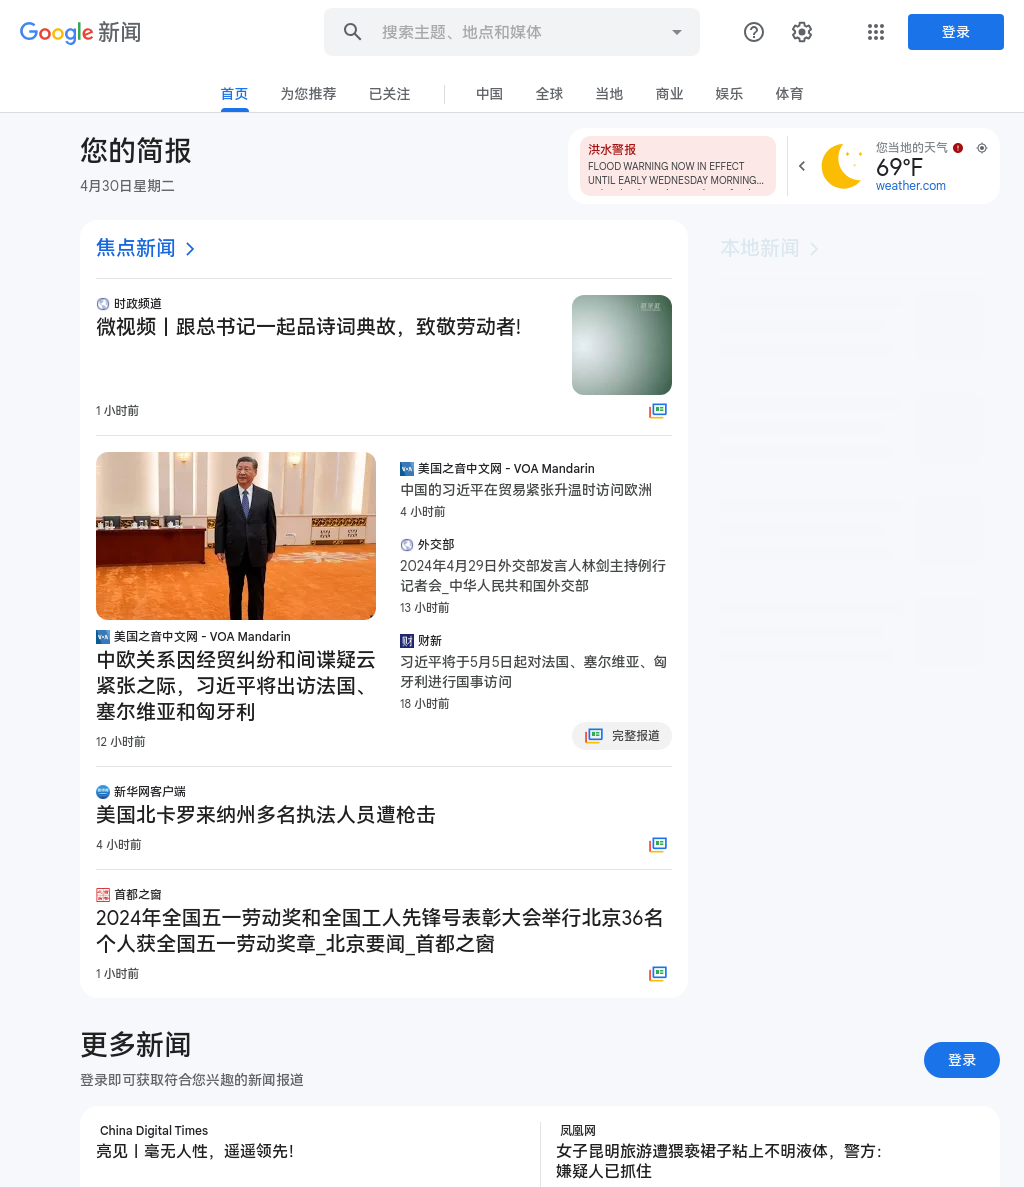 Google 新闻
搜索主题、地点和媒体
登录
首页
为您推荐
已关注
中国
全球
当地
商业
娱乐
体育
您的简报
4月30日星期二
洪水警报
FLOOD WARNING NOW IN EFFECT
UNTIL EARLY WEDNESDAY MORNING...
您当地的天气
69°F
weather.com
焦点新闻
本地新闻
时政频道
微视频丨跟总书记一起品诗词典故，致敬劳动者!
1 小时前
美国之音中文网 - VOA Mandarin
中欧关系因经贸纠纷和间谍疑云
紧张之际，习近平将出访法国、
塞尔维亚和匈牙利
12 小时前
美国之音中文网 - VOA Mandarin
中国的习近平在贸易紧张升温时访问欧洲
4 小时前
外交部
2024年4月29日外交部发言人林剑主持例行
记者会_中华人民共和国外交部
13 小时前
财新
习近平将于5月5日起对法国、塞尔维亚、匈
牙利进行国事访问
18 小时前
完整报道
新华网客户端
美国北卡罗来纳州多名执法人员遭枪击
4 小时前
首都之窗
2024年全国五一劳动奖和全国工人先锋号表彰大会举行北京36名
个人获全国五一劳动奖章_北京要闻_首都之窗
1 小时前
更多新闻
登录即可获取符合您兴趣的新闻报道
登录
China Digital Times
亮见丨毫无人性，遥遥领先！
凤凰网
女子昆明旅游遭猥亵裙子粘上不明液体，警方：
嫌疑人已抓住